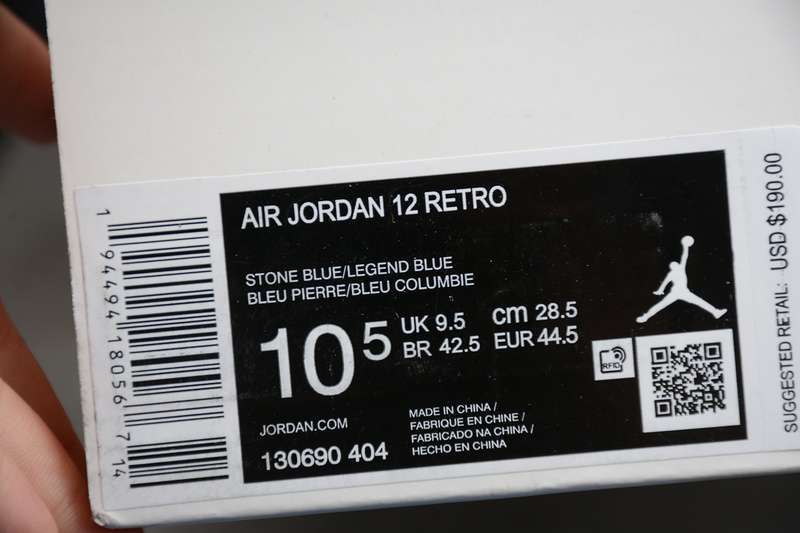 AIR JORDAN 12 RETRO
STONE BLUE/LEGEND BLUE
BLEU PIERRE/BLEU COLUMBIE
10⁵
UK 9.5 cm 28.5
BR 42.5 EUR 44.5
RFID
JORDAN.COM
130690 404
MADE IN CHINA /
FABRIQUE EN CHINE /
FABRICADO NA CHINA /
HECHO EN CHINA
1 94494 18056 7 14
SUGGESTED RETAIL: USD $190.00